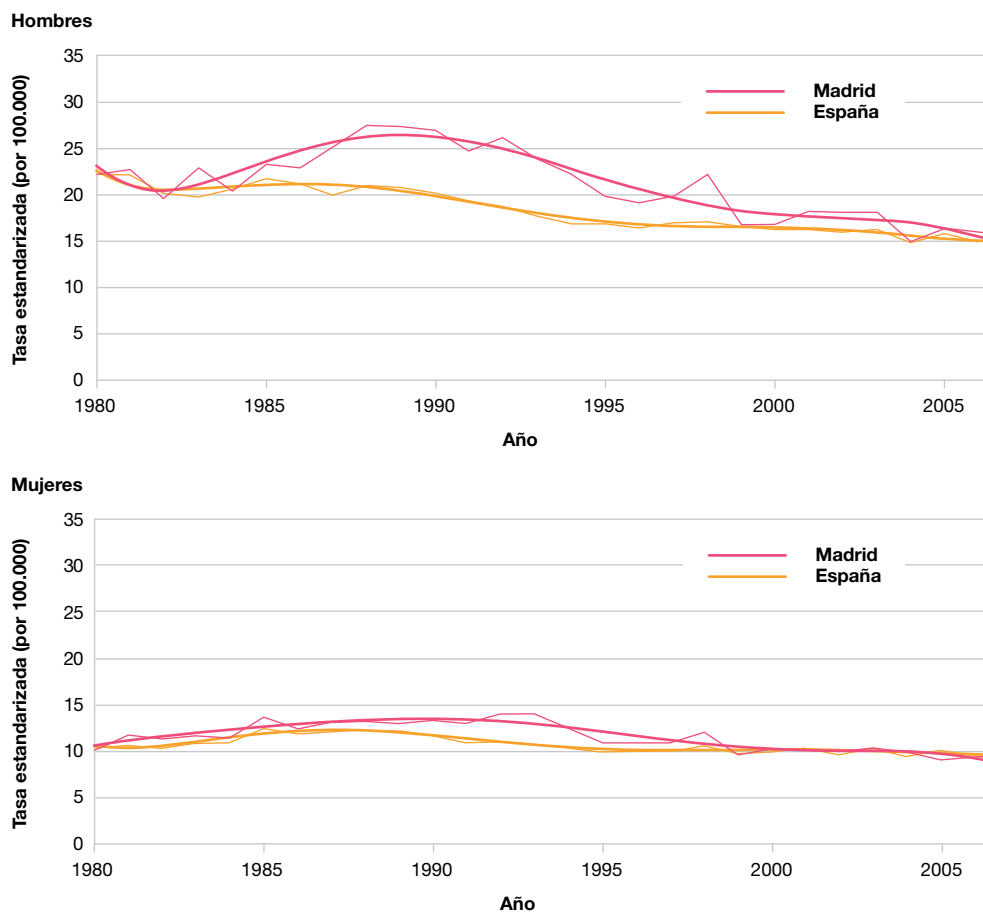 Hombres
Tasa estandarizada (por 100.000)
35
30
25
20
15
10
5
0
Madrid
España
1980 1985 1990 1995 2000 2005
Año
Mujeres
Tasa estandarizada (por 100.000)
35
30
25
20
15
10
5
0
Madrid
España
1980 1985 1990 1995 2000 2005
Año